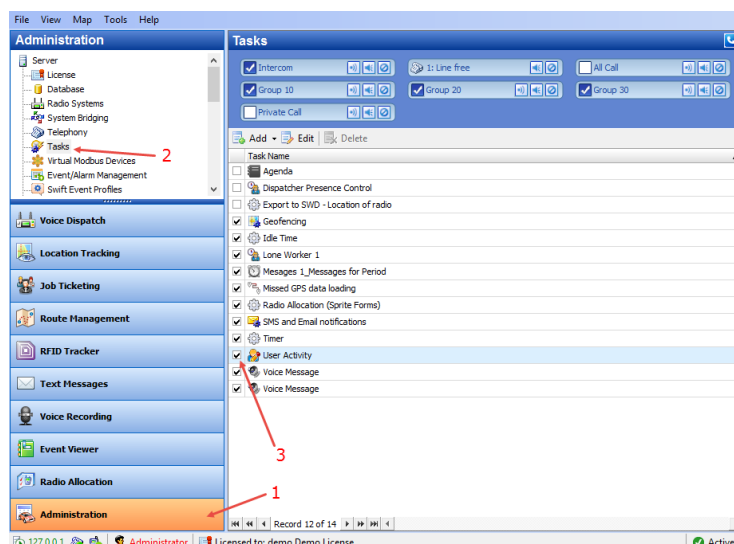 File View Map Tools Help
Administration
Server
License
Database
Radio Systems
System Bridging
Telephony
Tasks
Virtual Modbus Devices
Event/Alarm Management
Swift Event Profiles
2
Voice Dispatch
Location Tracking
Job Ticketing
Route Management
RFID Tracker
Text Messages
Voice Recording
Event Viewer
Radio Allocation
Administration
1
Tasks
Intercom
1: Line free
All Call
Group 10
Group 20
Group 30
Private Call
Add Edit Delete
Task Name
Agenda
Dispatcher Presence Control
Export to SWD - Location of radio
Geofencing
Idle Time
Lone Worker 1
Mesages 1_Messages for Period
Missed GPS data loading
Radio Allocation (Sprite Forms)
SMS and Email notifications
Timer
User Activity
Voice Message
Voice Message
3
Record 12 of 14
127.0.0.1 Administrator Licensed to: demo Demo License Active